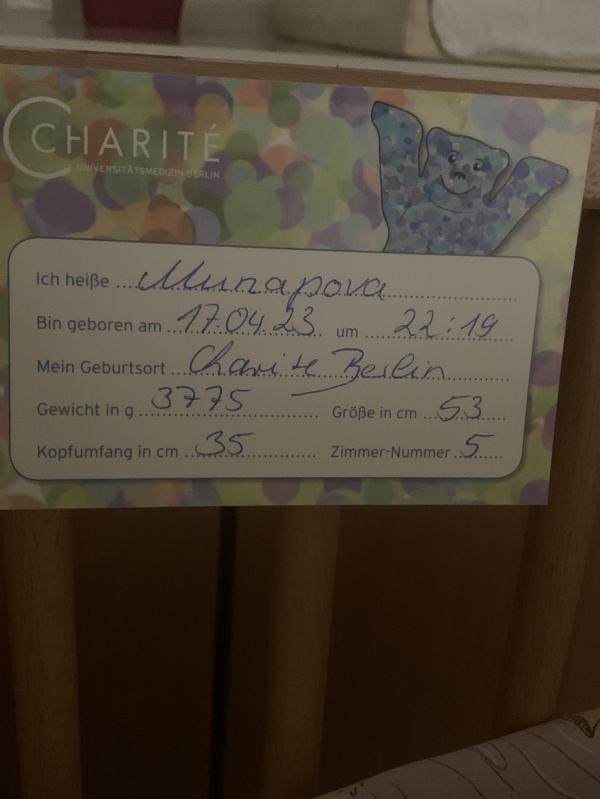 CHARITÉ
UNIVERSITÄTSMEDIZIN BERLIN
Ich heiße Munapova
Bin geboren am 17.04.23 um 22:19
Mein Geburtsort Charite Berlin
Gewicht in g 3775 Größe in cm 53
Kopfumfang in cm 35 Zimmer-Nummer 5